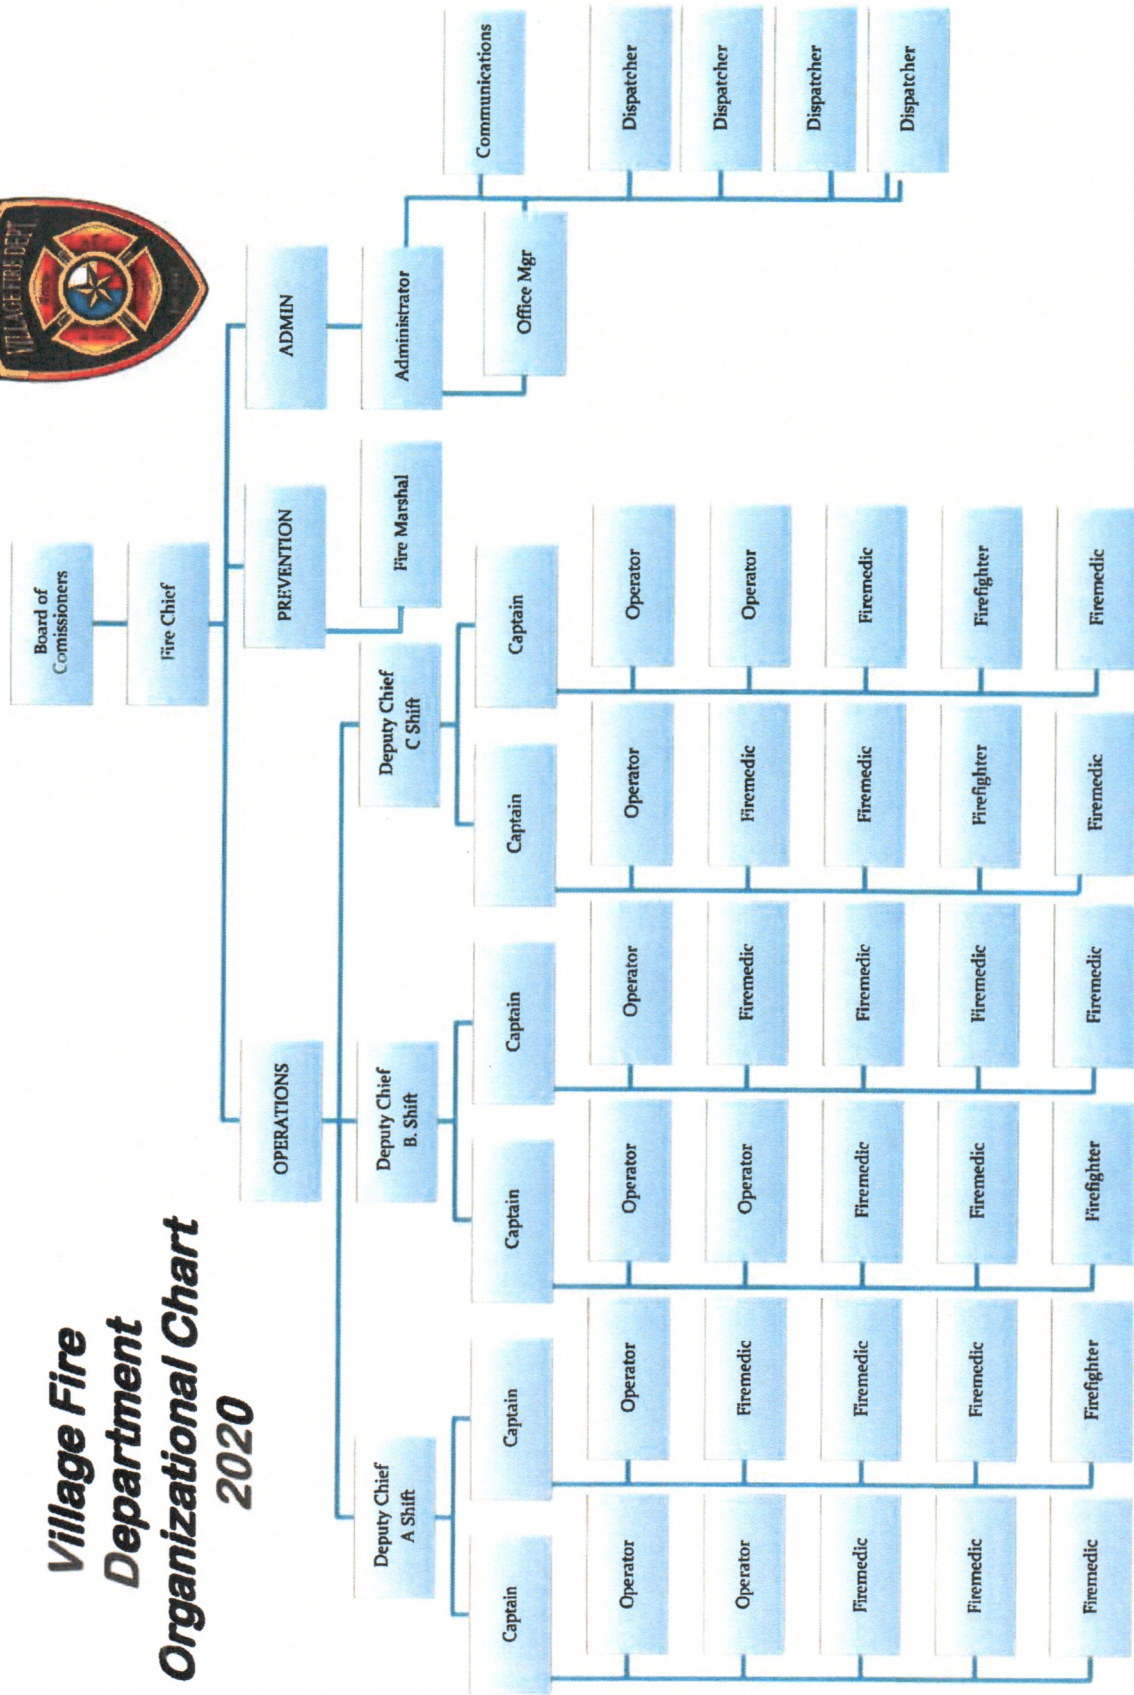 Village Fire
Department
Organizational Chart
2020
VILLAGE FIRE DEPT.
Board of
Comissioners
Fire Chief
OPERATIONS
PREVENTION
ADMIN
Deputy Chief
A Shift
Deputy Chief
B. Shift
Deputy Chief
C Shift
Fire Marshal
Administrator
Captain
Captain
Captain
Captain
Captain
Captain
Office Mgr
Communications
Operator
Operator
Operator
Operator
Operator
Operator
Dispatcher
Operator
Firemedic
Operator
Firemedic
Firemedic
Operator
Dispatcher
Firemedic
Firemedic
Firemedic
Firemedic
Firemedic
Firemedic
Dispatcher
Firemedic
Firemedic
Firemedic
Firemedic
Firefighter
Firefighter
Dispatcher
Firemedic
Firefighter
Firefighter
Firemedic
Firemedic
Firemedic